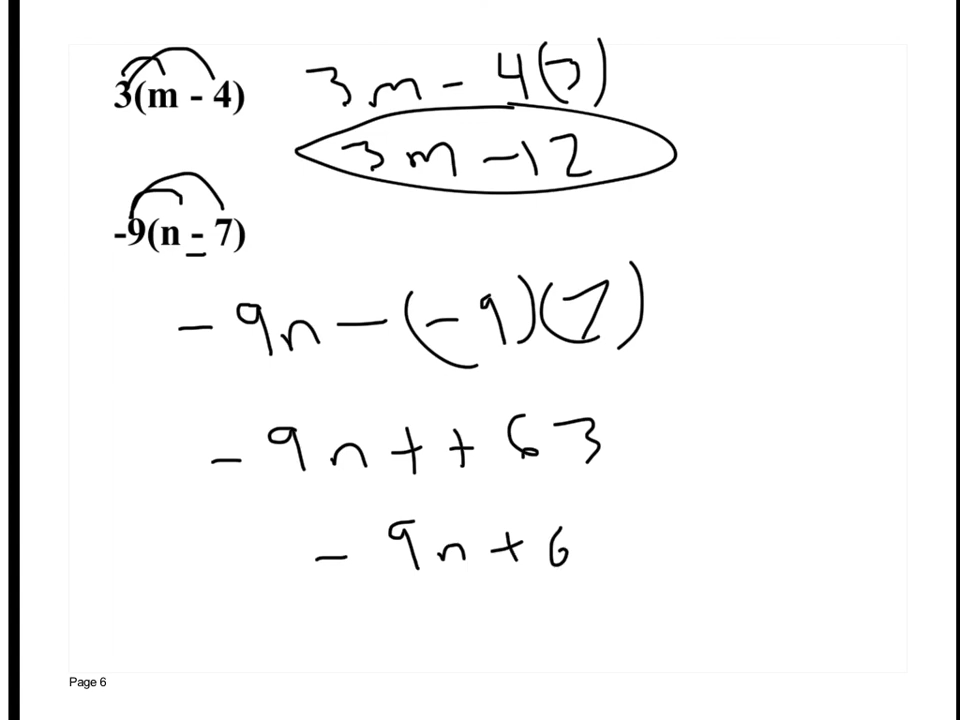 3(m - 4) 3m - 4(3)
3m - 12
-9(n - 7)
-9n - (-9)(7)
-9n + + 63
-9n + 6
Page 6